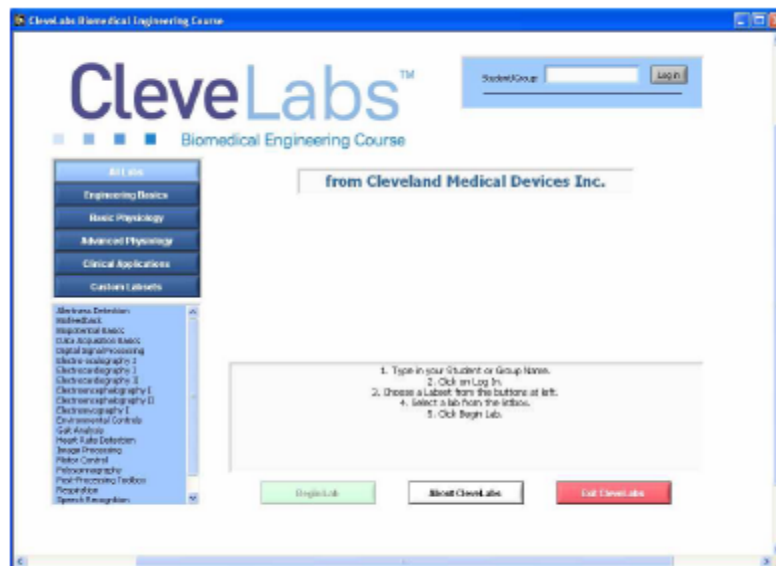 CleveLabs Biomedical Engineering Course
CleveLabs™
Biomedical Engineering Course
Student/Group
Log in
from Cleveland Medical Devices Inc.
All Labs
Engineering Basics
Basic Physiology
Advanced Physiology
Clinical Applications
Custom Labsets
Alertness Detection
Biofeedback
Biopotential Basics
Data Acquisition Basics
Digital Signal Processing
Electro-oculography I
Electrocardiography I
Electrocardiography II
Electroencephalography I
Electroencephalography II
Electromyography I
Environmental Controls
Gait Analysis
Heart Rate Detection
Image Processing
Motor Control
Polysomnography
Post-Processing Toolbox
Respiration
Speech Recognition
1. Type in your Student or Group Name.
2. Click on Log In.
3. Choose a Labset from the buttons at left.
4. Select a lab from the listbox.
5. Click Begin Lab.
Begin Lab
About CleveLabs
Exit CleveLabs